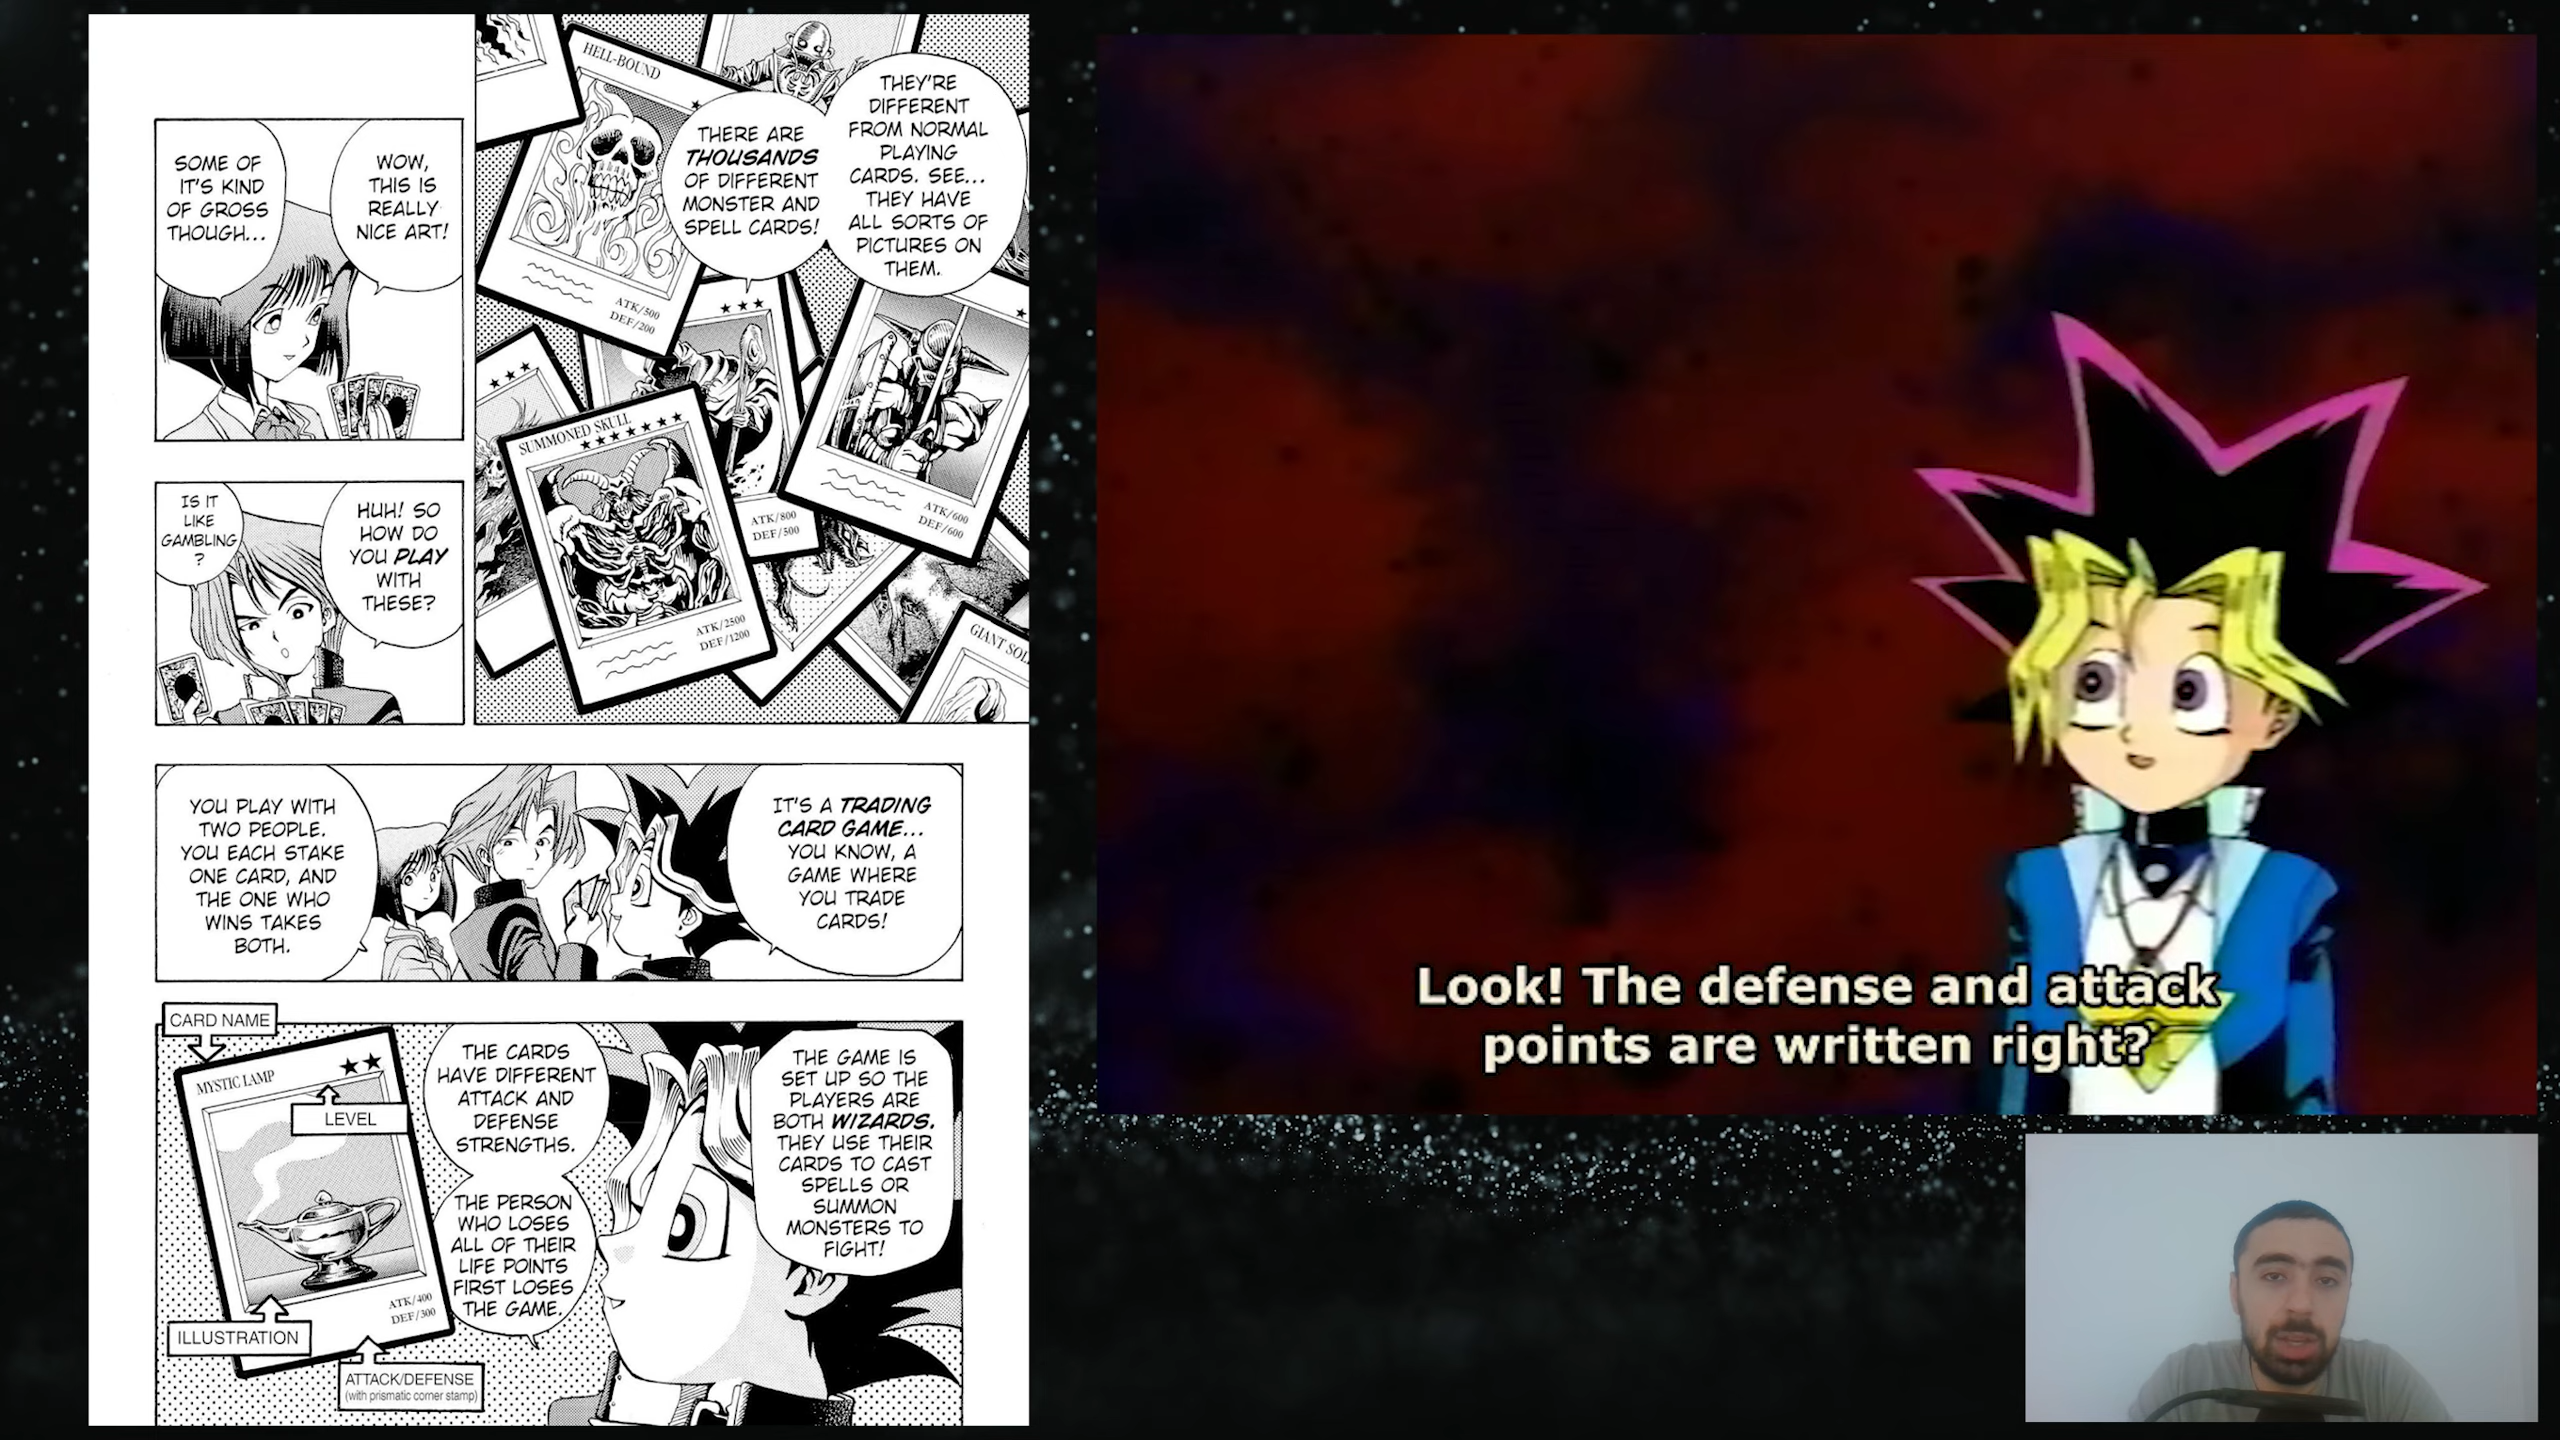 WOW,
THIS IS
REALLY
NICE ART!
SOME OF
IT'S KIND
OF GROSS
THOUGH...
THEY'RE
DIFFERENT
FROM NORMAL
PLAYING
CARDS. SEE...
THEY HAVE
ALL SORTS OF
PICTURES ON
THEM.
THERE ARE
THOUSANDS
OF DIFFERENT
MONSTER AND
SPELL CARDS!
HELL-BOUND
ATK/500
DEF/200
ATK/800
DEF/500
ATK/600
DEF/600
SUMMONED SKULL
ATK/2500
DEF/1200
GIANT SOL
HUH! SO
HOW DO
YOU PLAY
WITH
THESE?
IS IT
LIKE
GAMBLING
?
IT'S A TRADING
CARD GAME...
YOU KNOW, A
GAME WHERE
YOU TRADE
CARDS!
YOU PLAY WITH
TWO PEOPLE.
YOU EACH STAKE
ONE CARD, AND
THE ONE WHO
WINS TAKES
BOTH.
THE GAME IS
SET UP SO THE
PLAYERS ARE
BOTH WIZARDS.
THEY USE THEIR
CARDS TO CAST
SPELLS OR
SUMMON
MONSTERS TO
FIGHT!
THE CARDS
HAVE DIFFERENT
ATTACK AND
DEFENSE
STRENGTHS.
THE PERSON
WHO LOSES
ALL OF THEIR
LIFE POINTS
FIRST LOSES
THE GAME.
CARD NAME
MYSTIC LAMP
LEVEL
ATK/400
DEF/300
ILLUSTRATION
ATTACK/DEFENSE
(with prismatic corner stamp)
Look! The defense and attack
points are written right?